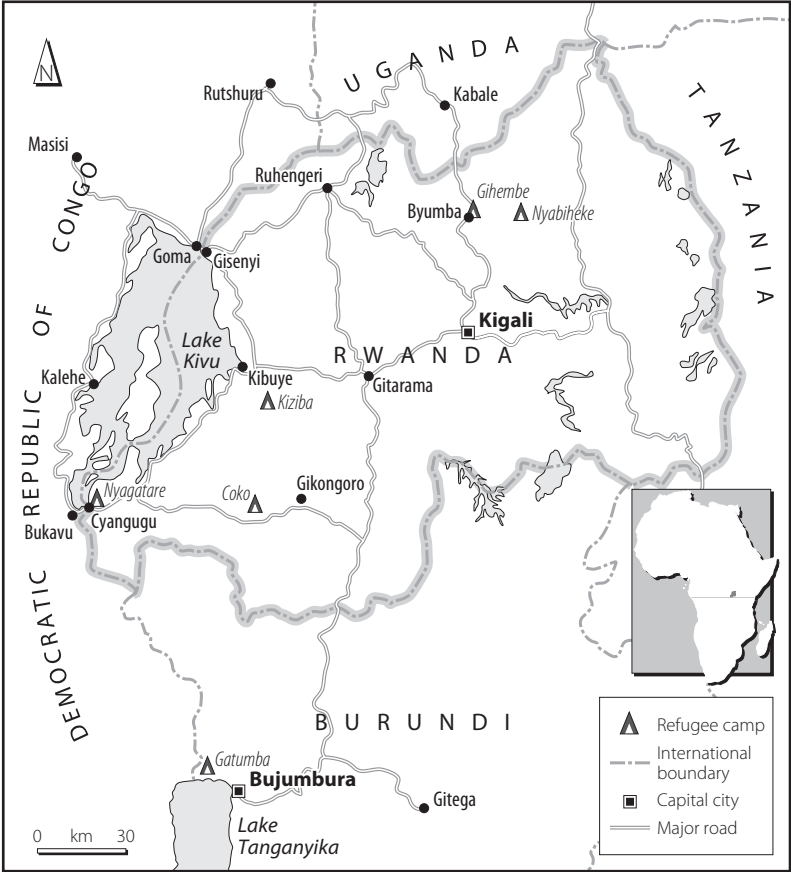 N
UGANDA
TANZANIA
Rutshuru
Kabale
Masisi
Ruhengeri
Gihembe
Byumba
Nyabiheke
DEMOCRATIC REPUBLIC OF CONGO
Goma
Gisenyi
Kigali
Lake
Kivu
RWANDA
Kalehe
Kibuye
Gitarama
Kiziba
Nyagatare
Coko
Gikongoro
Bukavu
Cyangugu
BURUNDI
Gatumba
Bujumbura
Gitega
Lake
Tanganyika
0 km 30
Refugee camp
International
boundary
Capital city
Major road